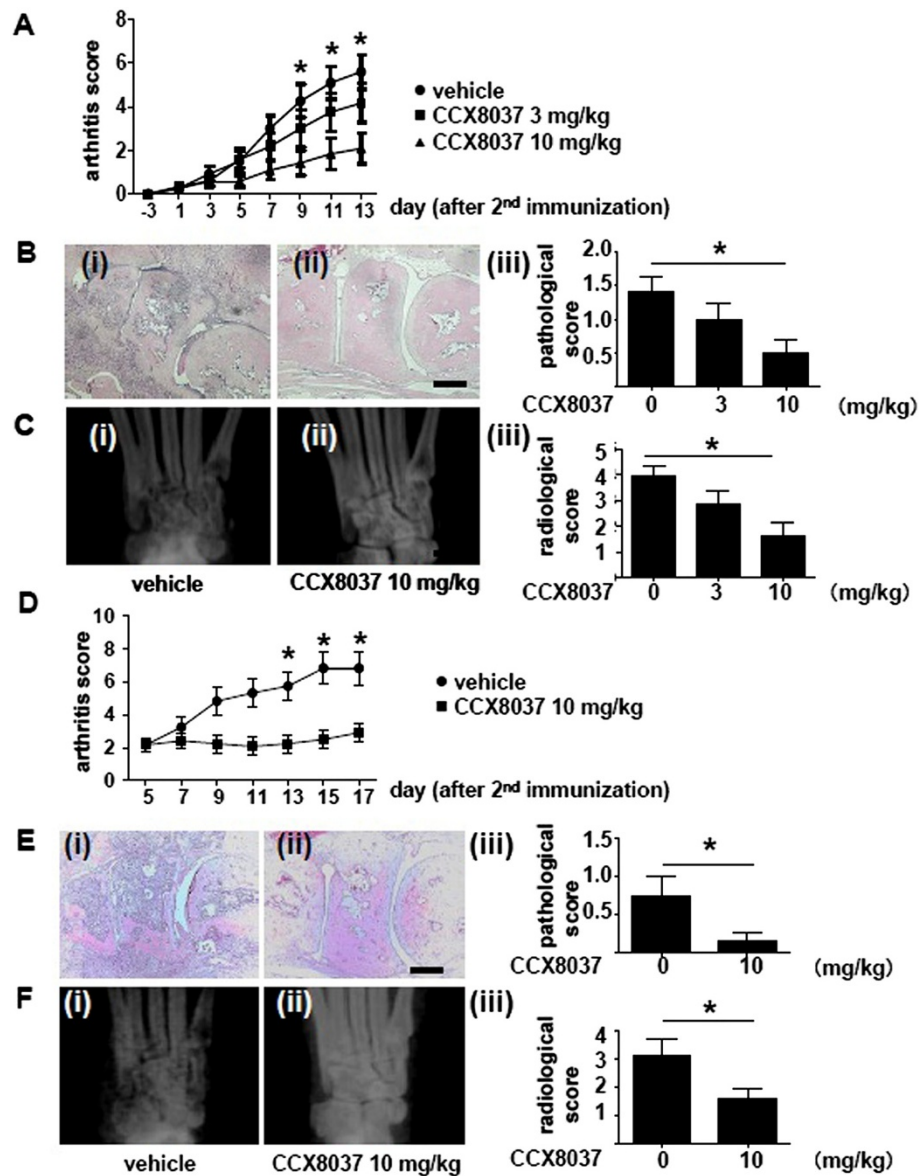 A
arthritis score
8
6
4
2
0
* * *
-3 1 3 5 7 9 11 13
day (after 2nd immunization)
vehicle
CCX8037 3 mg/kg
CCX8037 10 mg/kg
B
(i)
(ii)
(iii)
pathological score
2.0
1.5
1.0
0.5
*
CCX8037 0 3 10 (mg/kg)
C
(i)
(ii)
(iii)
radiological score
5
4
3
2
1
*
CCX8037 0 3 10 (mg/kg)
vehicle
CCX8037 10 mg/kg
D
arthritis score
10
8
6
4
2
0
* * *
5 7 9 11 13 15 17
day (after 2nd immunization)
vehicle
CCX8037 10 mg/kg
E
(i)
(ii)
(iii)
pathological score
1.5
1.0
0.5
*
CCX8037 0 10 (mg/kg)
F
(i)
(ii)
(iii)
radiological score
4
3
2
1
*
CCX8037 0 10 (mg/kg)
vehicle
CCX8037 10 mg/kg